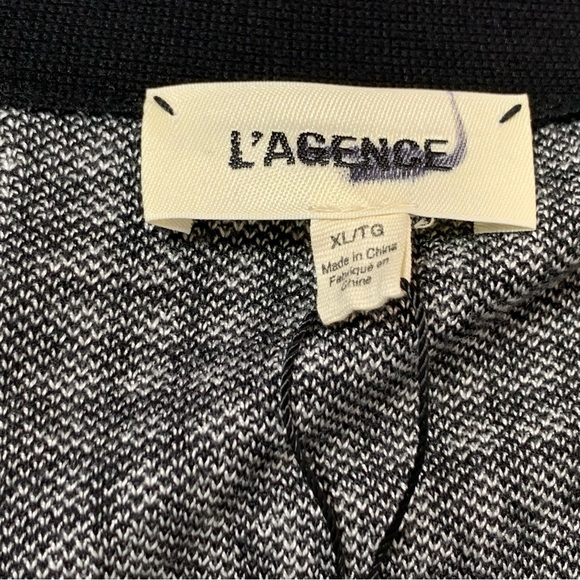 L'AGENCE
XL/TG
Made in China
Fabriqué en
Chine